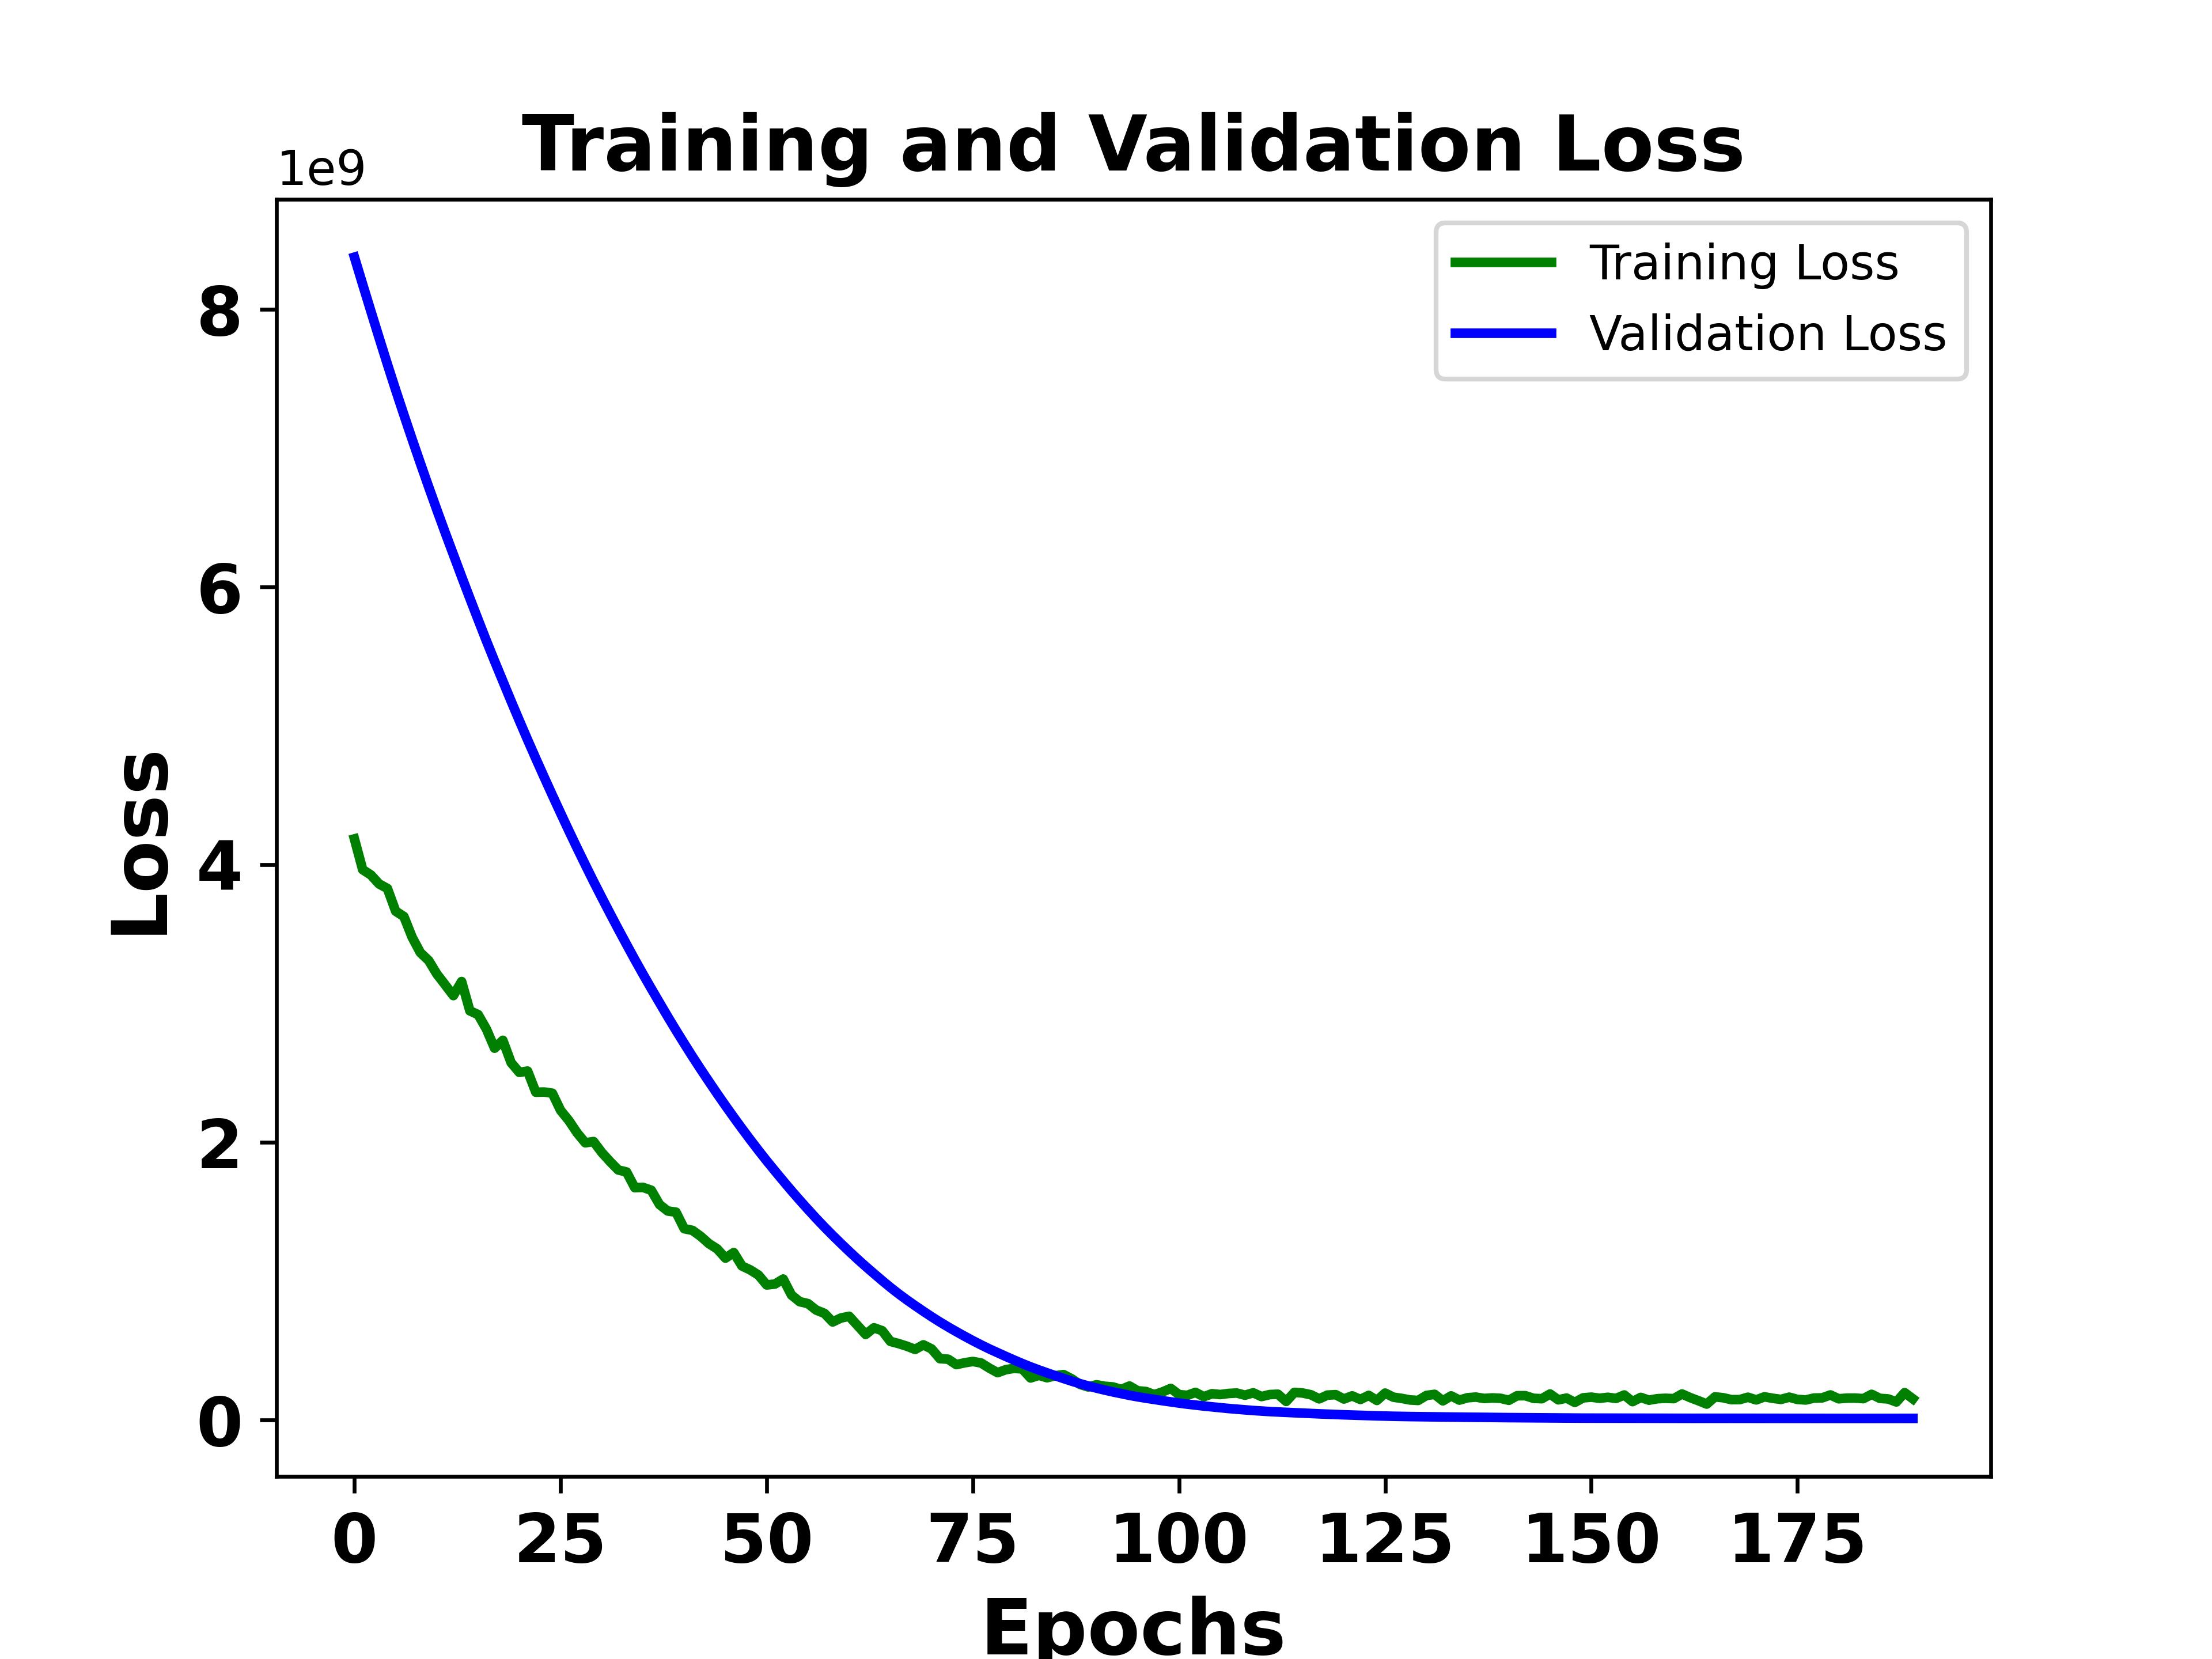 Training and Validation Loss
1e9
Training Loss
Validation Loss
8
6
4
2
0
Loss
0 25 50 75 100 125 150 175
Epochs